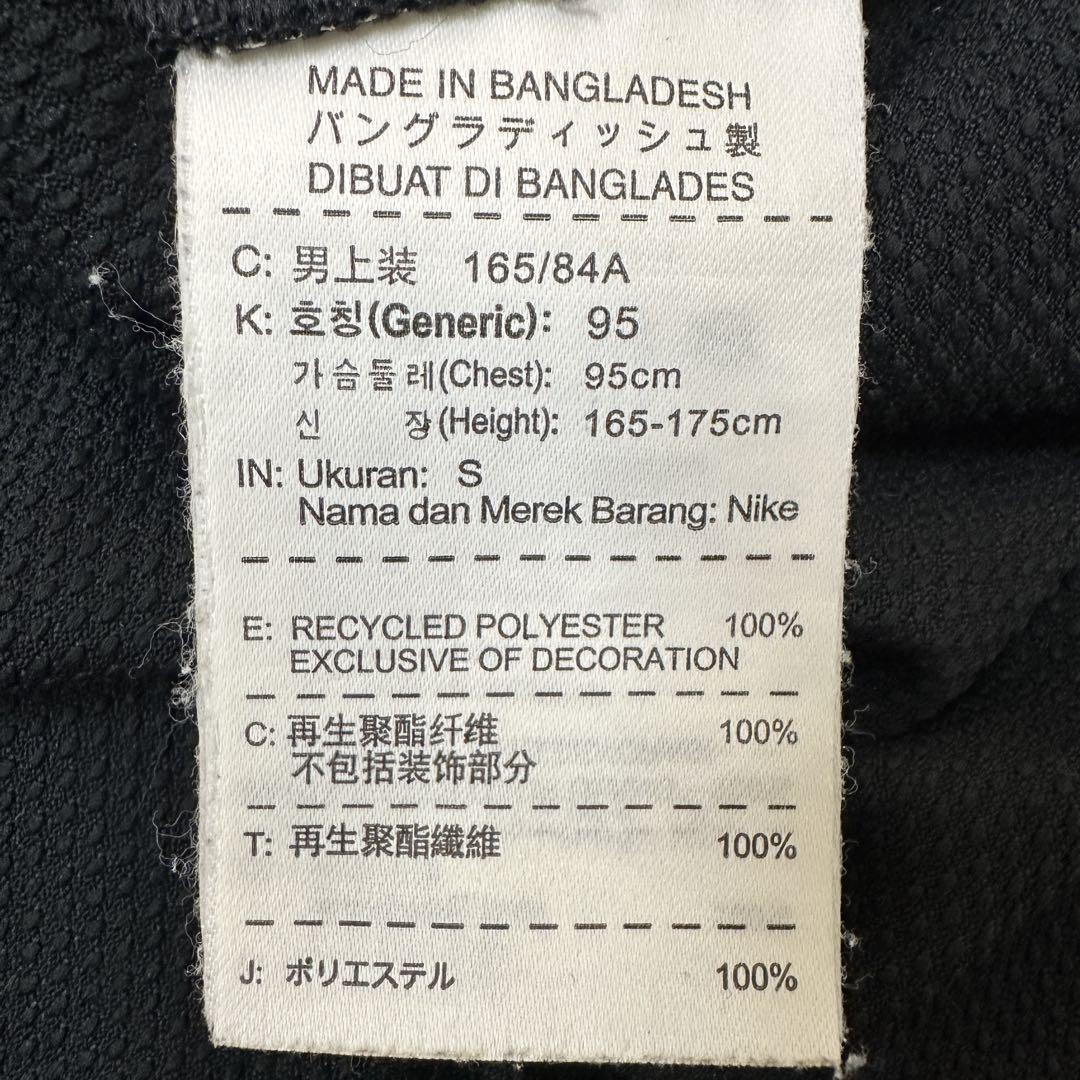 MADE IN BANGLADESH
バングラディッシュ製
DIBUAT DI BANGLADES
C: 男上装 165/84A
K: 호칭(Generic): 95
가슴둘레(Chest): 95cm
신 장(Height): 165-175cm
IN: Ukuran: S
Nama dan Merek Barang: Nike
E: RECYCLED POLYESTER 100%
EXCLUSIVE OF DECORATION
C: 再生聚酯纤维 100%
不包括装饰部分
T: 再生聚酯纖維 100%
J: ポリエステル 100%